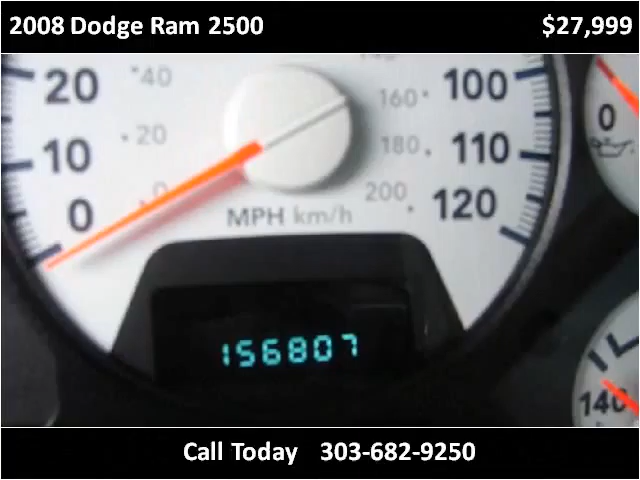 2008 Dodge Ram 2500 $27,999
20 40 160 100 0
10 20 180 110
0 0 200 120
MPH km/h
156807
140
Call Today 303-682-9250